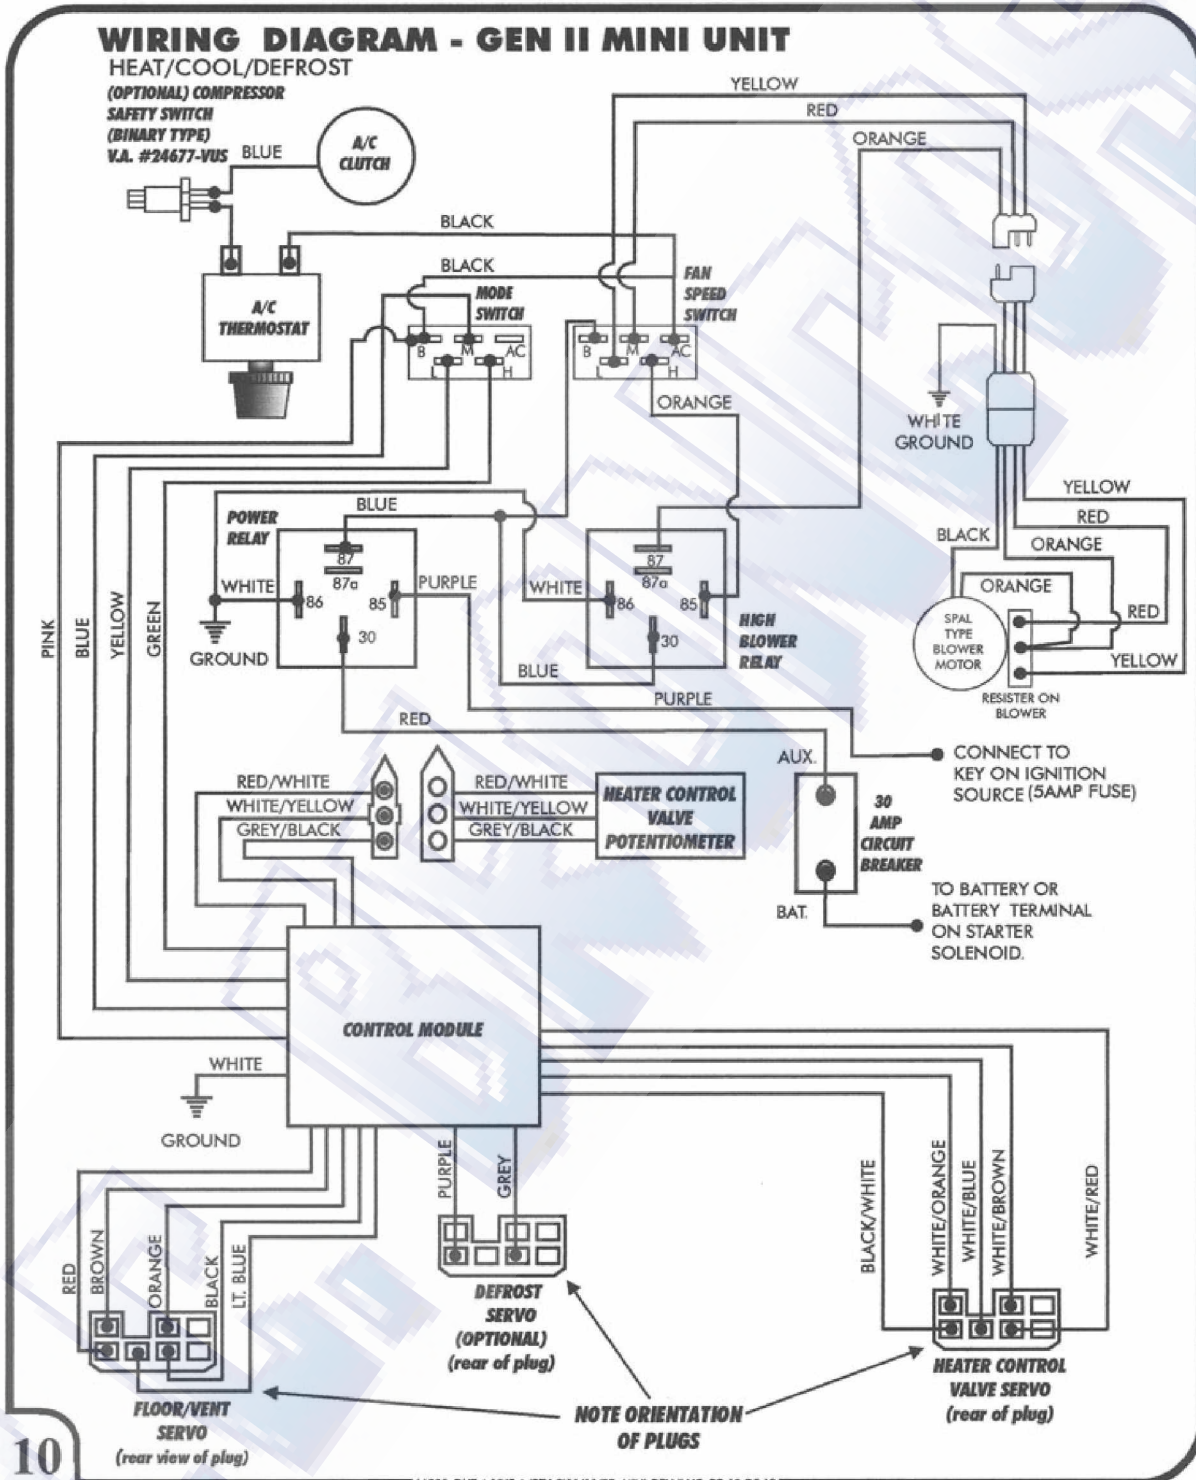 WIRING DIAGRAM - GEN II MINI UNIT
HEAT/COOL/DEFROST
(OPTIONAL) COMPRESSOR
SAFETY SWITCH
(BINARY TYPE)
V.A. #24677-VUS
BLUE
A/C
CLUTCH
YELLOW
RED
ORANGE
BLACK
BLACK
A/C
THERMOSTAT
MODE
SWITCH
B M AC
L H
FAN
SPEED
SWITCH
B M AC
L H
ORANGE
WHITE
GROUND
YELLOW
RED
BLACK
ORANGE
ORANGE
RED
YELLOW
SPAL
TYPE
BLOWER
MOTOR
RESISTER ON
BLOWER
POWER
RELAY
BLUE
87
87a
86
85
30
WHITE
PURPLE
GROUND
WHITE
87
87a
86
85
30
HIGH
BLOWER
RELAY
BLUE
PINK
BLUE
YELLOW
GREEN
PURPLE
RED
AUX.
CONNECT TO
KEY ON IGNITION
SOURCE (5AMP FUSE)
30
AMP
CIRCUIT
BREAKER
BAT.
TO BATTERY OR
BATTERY TERMINAL
ON STARTER
SOLENOID.
RED/WHITE
WHITE/YELLOW
GREY/BLACK
RED/WHITE
WHITE/YELLOW
GREY/BLACK
HEATER CONTROL
VALVE
POTENTIOMETER
CONTROL MODULE
WHITE
GROUND
RED
BROWN
ORANGE
BLACK
LT. BLUE
FLOOR/VENT
SERVO
(rear view of plug)
PURPLE
GREY
DEFROST
SERVO
(OPTIONAL)
(rear of plug)
BLACK/WHITE
WHITE/ORANGE
WHITE/BLUE
WHITE/BROWN
WHITE/RED
HEATER CONTROL
VALVE SERVO
(rear of plug)
NOTE ORIENTATION
OF PLUGS
10